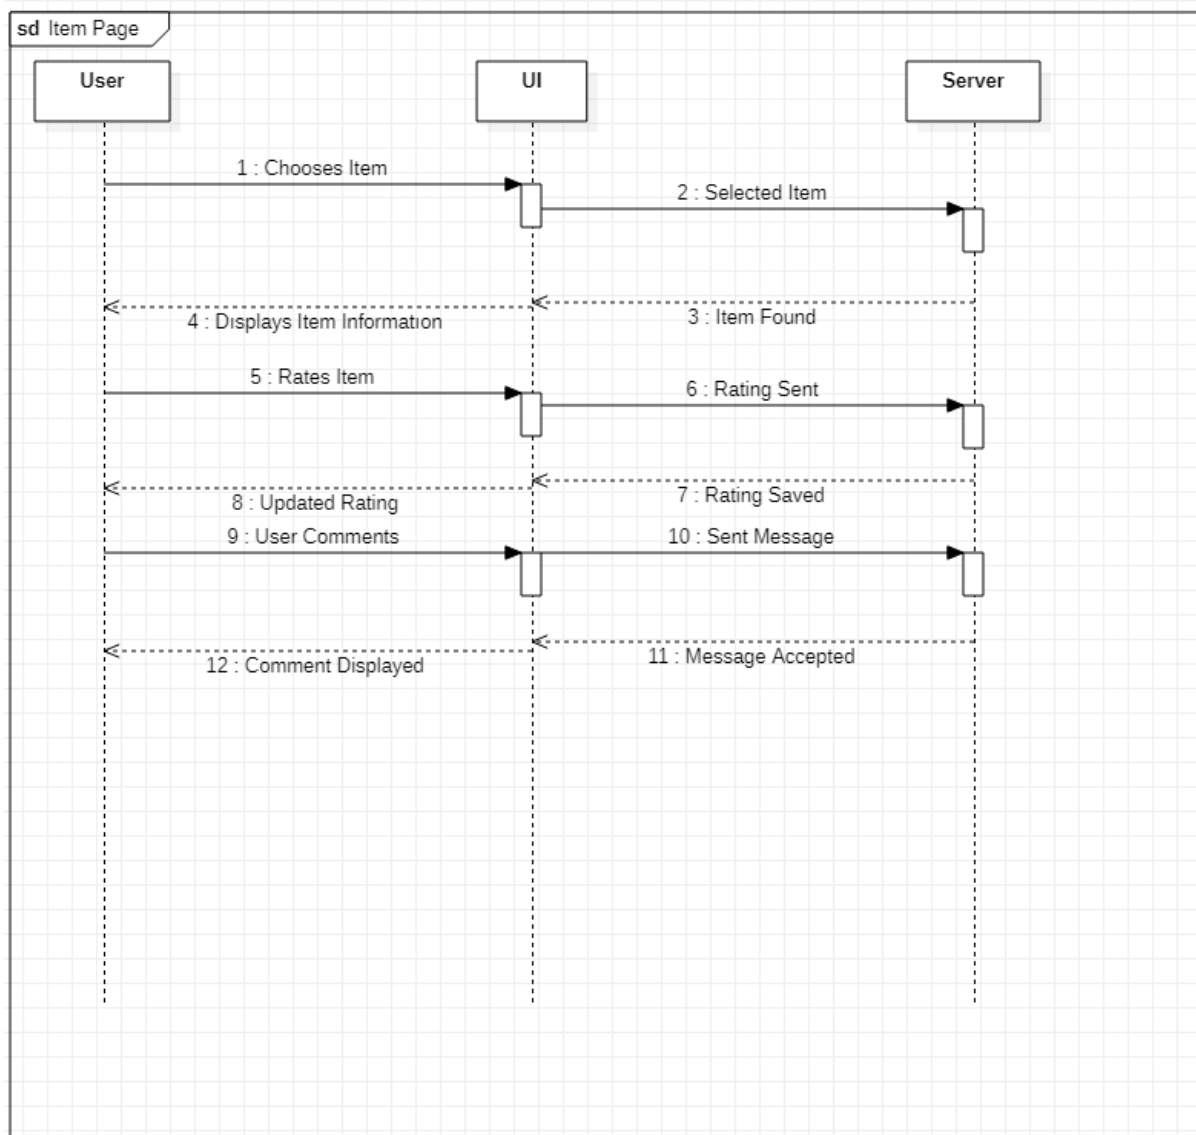 sd Item Page
User
UI
Server
1 : Chooses Item
2 : Selected Item
3 : Item Found
4 : Displays Item Information
5 : Rates Item
6 : Rating Sent
7 : Rating Saved
8 : Updated Rating
9 : User Comments
10 : Sent Message
11 : Message Accepted
12 : Comment Displayed